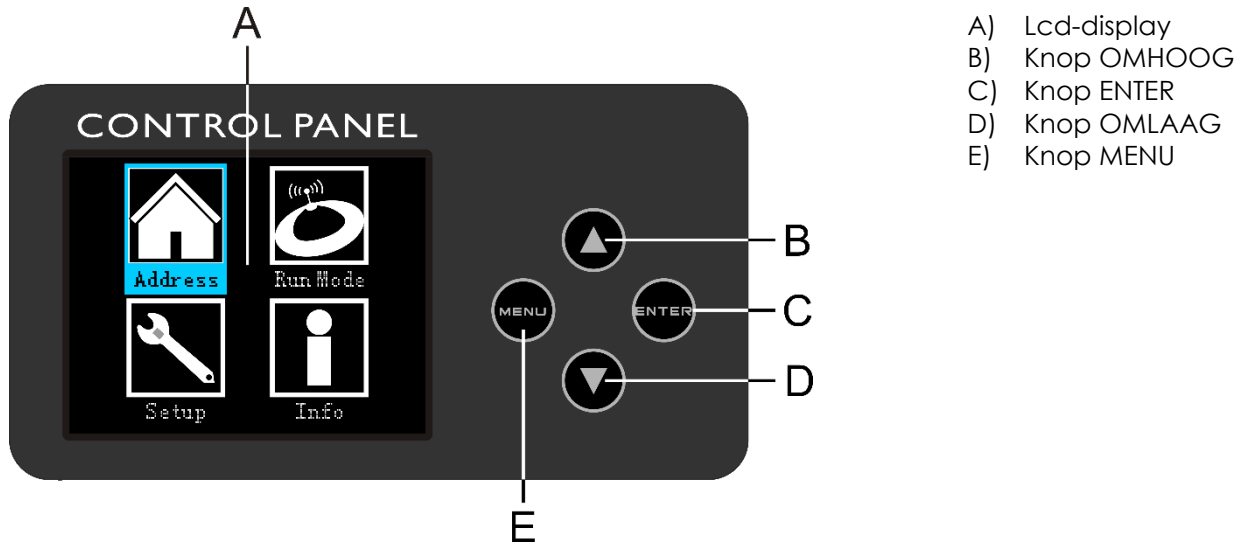 A
A) Lcd-display
B) Knop OMHOOG
C) Knop ENTER
D) Knop OMLAAG
E) Knop MENU
CONTROL PANEL
Address
Run Mode
Setup
Info
MENU
ENTER
B
C
D
E